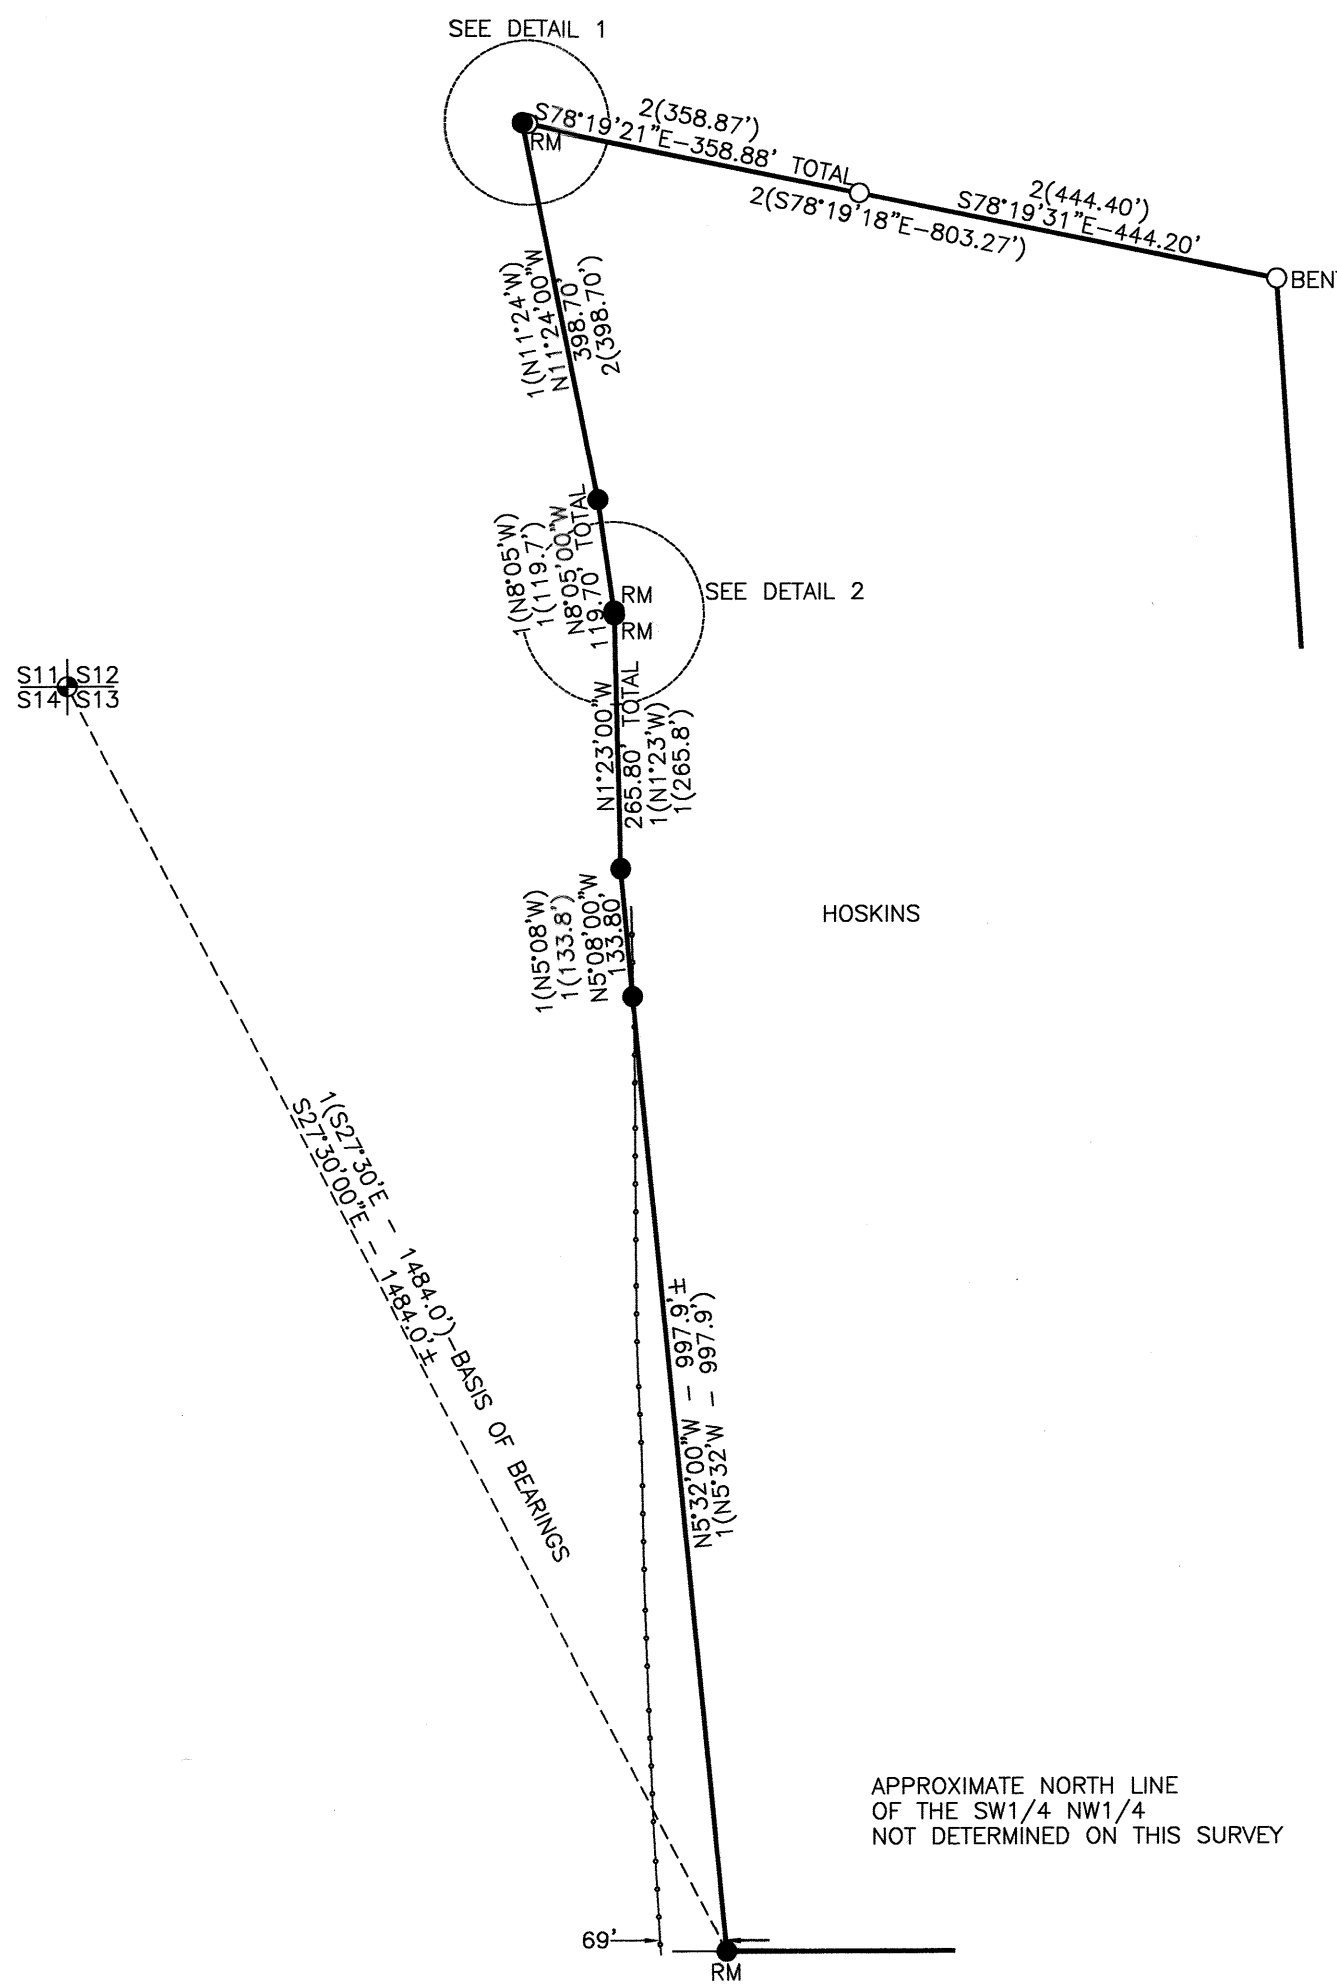 SEE DETAIL 1
2(358.87')
S78°19'21"E-358.88' TOTAL
RM
2(444.40')
S78°19'31"E-444.20'
2(S78°19'18"E-803.27')
1(N11°24'W)
N11°24'00"W
398.70'
2(398.70')
1(N8°05'W)
1(119.7')
N8°05'00"W
119.70' TOTAL
RM
SEE DETAIL 2
RM
S11 S12
S14 S13
N1°23'00"W
265.80' TOTAL
1(N1°23'W)
1(265.8')
1(N5°08'W)
1(133.8')
N5°08'00"W
133.80'
HOSKINS
1(S27°30'E - 1484.0')-BASIS OF BEARINGS
S27°30'00"E - 1484.0'±
N5°32'00"W - 997.9'±
1(N5°32'W - 997.9')
APPROXIMATE NORTH LINE
OF THE SW1/4 NW1/4
NOT DETERMINED ON THIS SURVEY
69'
RM